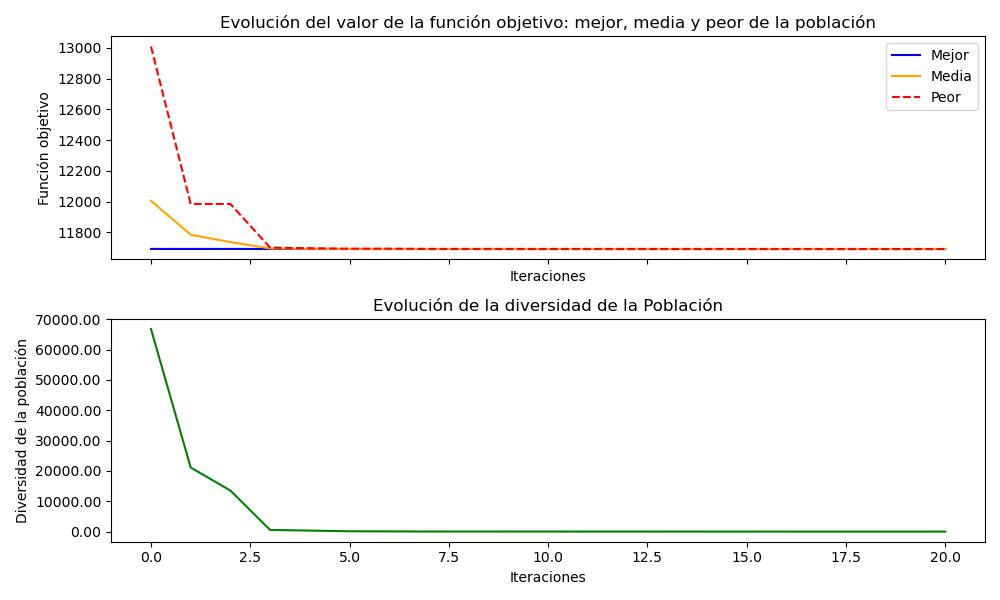 Evolución del valor de la función objetivo: mejor, media y peor de la población
Función objetivo
13000
12800
12600
12400
12200
12000
11800
Mejor
Media
Peor
Iteraciones
Evolución de la diversidad de la Población
Diversidad de la población
70000.00
60000.00
50000.00
40000.00
30000.00
20000.00
10000.00
0.00
0.0 2.5 5.0 7.5 10.0 12.5 15.0 17.5 20.0
Iteraciones